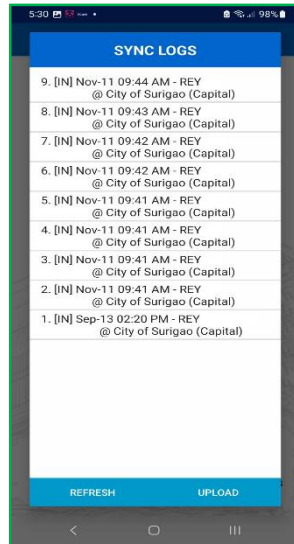 5:30
98%
SYNC LOGS
9. [IN] Nov-11 09:44 AM - REY
@ City of Surigao (Capital)
8. [IN] Nov-11 09:43 AM - REY
@ City of Surigao (Capital)
7. [IN] Nov-11 09:42 AM - REY
@ City of Surigao (Capital)
6. [IN] Nov-11 09:42 AM - REY
@ City of Surigao (Capital)
5. [IN] Nov-11 09:41 AM - REY
@ City of Surigao (Capital)
4. [IN] Nov-11 09:41 AM - REY
@ City of Surigao (Capital)
3. [IN] Nov-11 09:41 AM - REY
@ City of Surigao (Capital)
2. [IN] Nov-11 09:41 AM - REY
@ City of Surigao (Capital)
1. [IN] Sep-13 02:20 PM - REY
@ City of Surigao (Capital)
REFRESH
UPLOAD